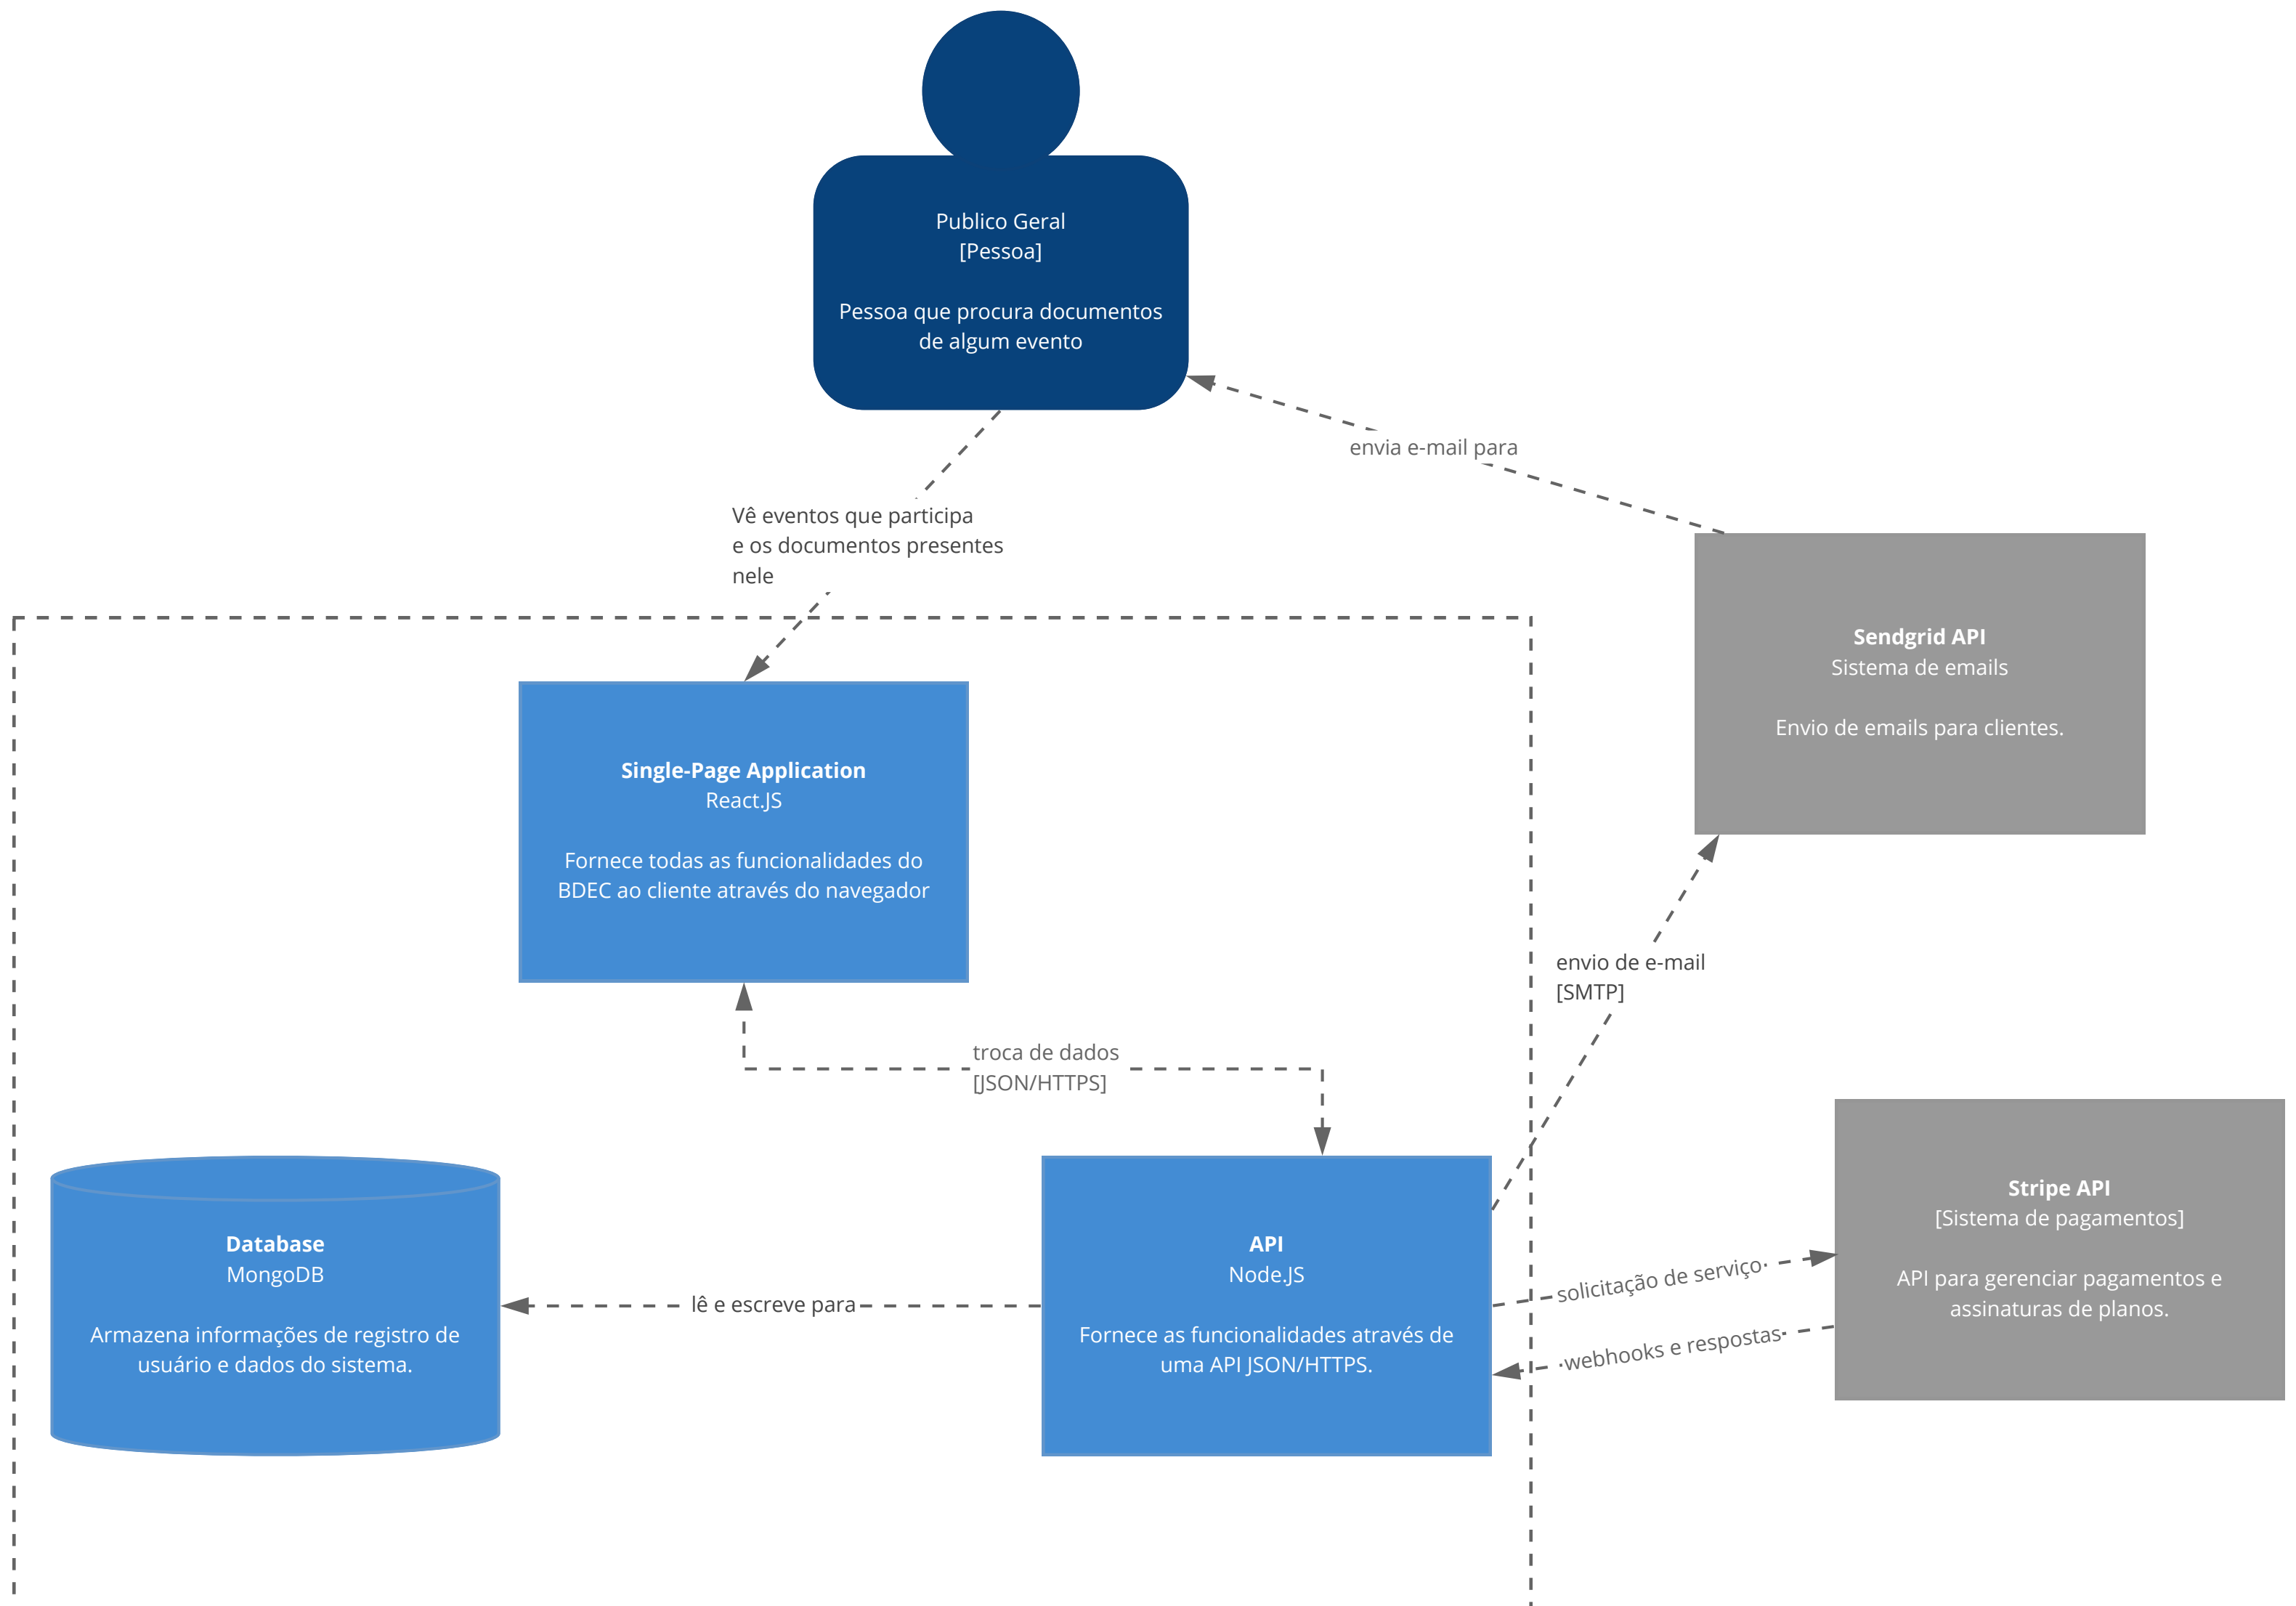 Publico Geral
[Pessoa]
Pessoa que procura documentos
de algum evento
envia e-mail para
Vê eventos que participa
e os documentos presentes
nele
Sendgrid API
Sistema de emails
Envio de emails para clientes.
Single-Page Application
React.JS
Fornece todas as funcionalidades do
BDEC ao cliente através do navegador
envio de e-mail
[SMTP]
troca de dados
[JSON/HTTPS]
Database
MongoDB
Armazena informações de registro de
usuário e dados do sistema.
lê e escreve para
API
Node.JS
Fornece as funcionalidades através de
uma API JSON/HTTPS.
solicitação de serviço
webhooks e respostas
Stripe API
[Sistema de pagamentos]
API para gerenciar pagamentos e
assinaturas de planos.